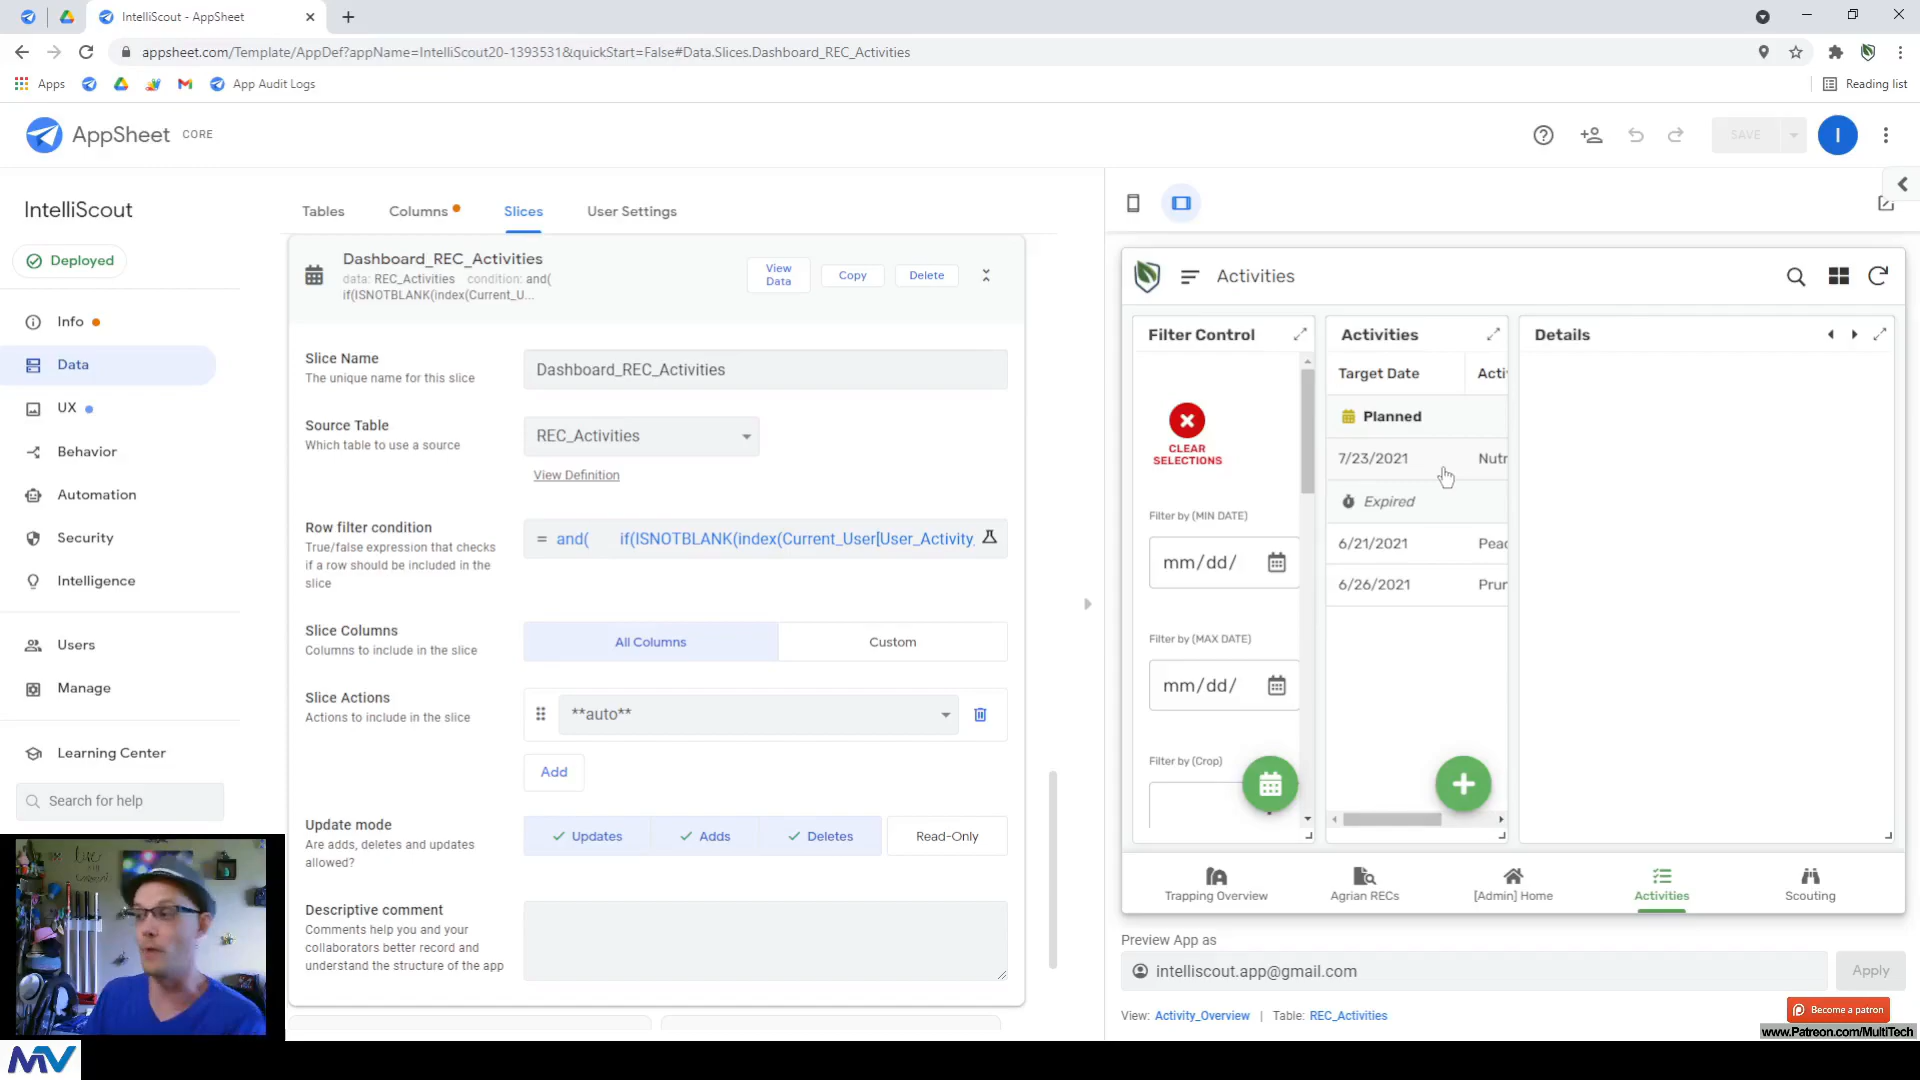 IntelliScout - AppSheet
appsheet.com/Template/AppDef?appName=IntelliScout20-1393531&quickStart=False#Data.Slices.Dashboard_REC_Activities
Apps
App Audit Logs
Reading list
AppSheet CORE
SAVE
I
IntelliScout
Deployed
Info
Data
UX
Behavior
Automation
Security
Intelligence
Users
Manage
Learning Center
Search for help
Tables
Columns
Slices
User Settings
Dashboard_REC_Activities
data: REC_Activities condition: and(
if(ISNOTBLANK(index(Current_U...
View
Data
Copy
Delete
Slice Name
The unique name for this slice
Dashboard_REC_Activities
Source Table
Which table to use a source
REC_Activities
View Definition
Row filter condition
True/false expression that checks
if a row should be included in the
slice
= and( if(ISNOTBLANK(index(Current_User[User_Activity_
Slice Columns
Columns to include in the slice
All Columns
Custom
Slice Actions
Actions to include in the slice
**auto**
Add
Update mode
Are adds, deletes and updates
allowed?
Updates
Adds
Deletes
Read-Only
Descriptive comment
Comments help you and your
collaborators better record and
understand the structure of the app
Activities
Filter Control
CLEAR
SELECTIONS
Filter by (MIN DATE)
mm/dd/
Filter by (MAX DATE)
mm/dd/
Filter by (Crop)
Activities
Target Date
Acti
Planned
7/23/2021
Nutr
Expired
6/21/2021
Peac
6/26/2021
Prur
Details
Trapping Overview
Agrian RECs
[Admin] Home
Activities
Scouting
Preview App as
intelliscout.app@gmail.com
Apply
View: Activity_Overview | Table: REC_Activities
Become a patron
www.Patreon.com/MultiTech
MV